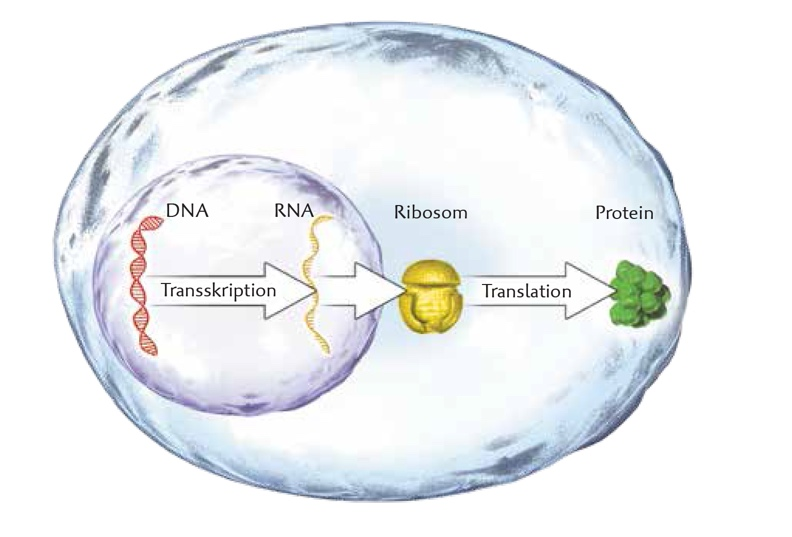 DNA
RNA
Ribosom
Protein
Transskription
Translation